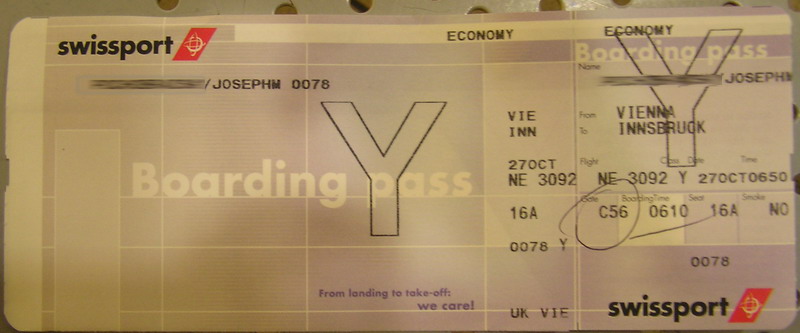 swissport
ECONOMY
/JOSEPHM 0078
Y
Boarding pass
From landing to take-off:
we care!
VIE
INN
27OCT
NE 3092
16A
0078 Y
UK VIE
ECONOMY
Boarding pass
Name
/JOSEPHM
Y
From VIENNA
To INNSBRUCK
Flight Class Date Time
NE 3092 Y 27OCT0650
Gate BoardingTime Seat Smoke
C56 0610 16A NO
0078
swissport